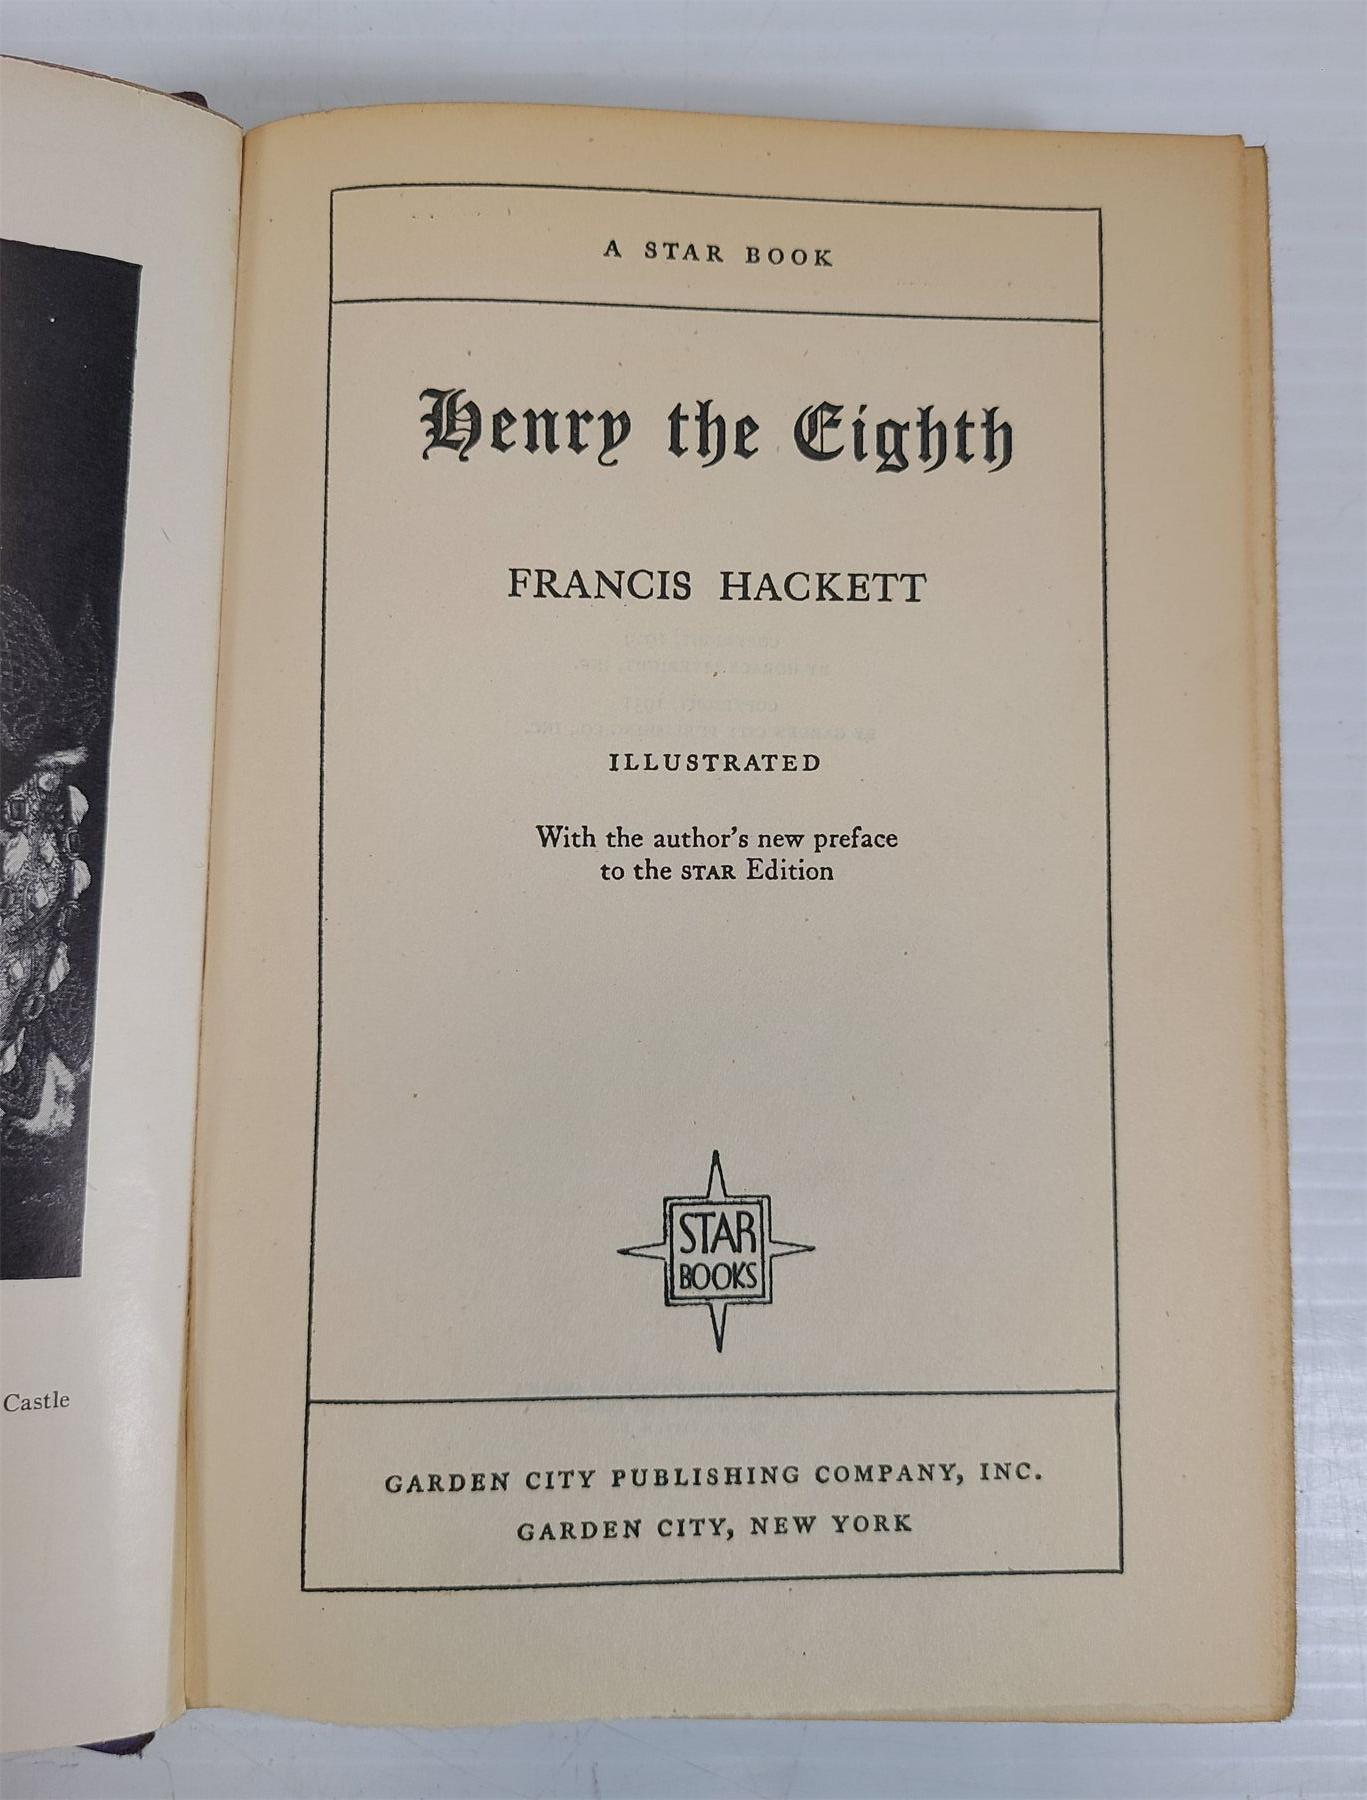 A STAR BOOK
Henry the Eighth
FRANCIS HACKETT
ILLUSTRATED
With the author's new preface
to the STAR Edition
STAR
BOOKS
GARDEN CITY PUBLISHING COMPANY, INC.
GARDEN CITY, NEW YORK
Castle